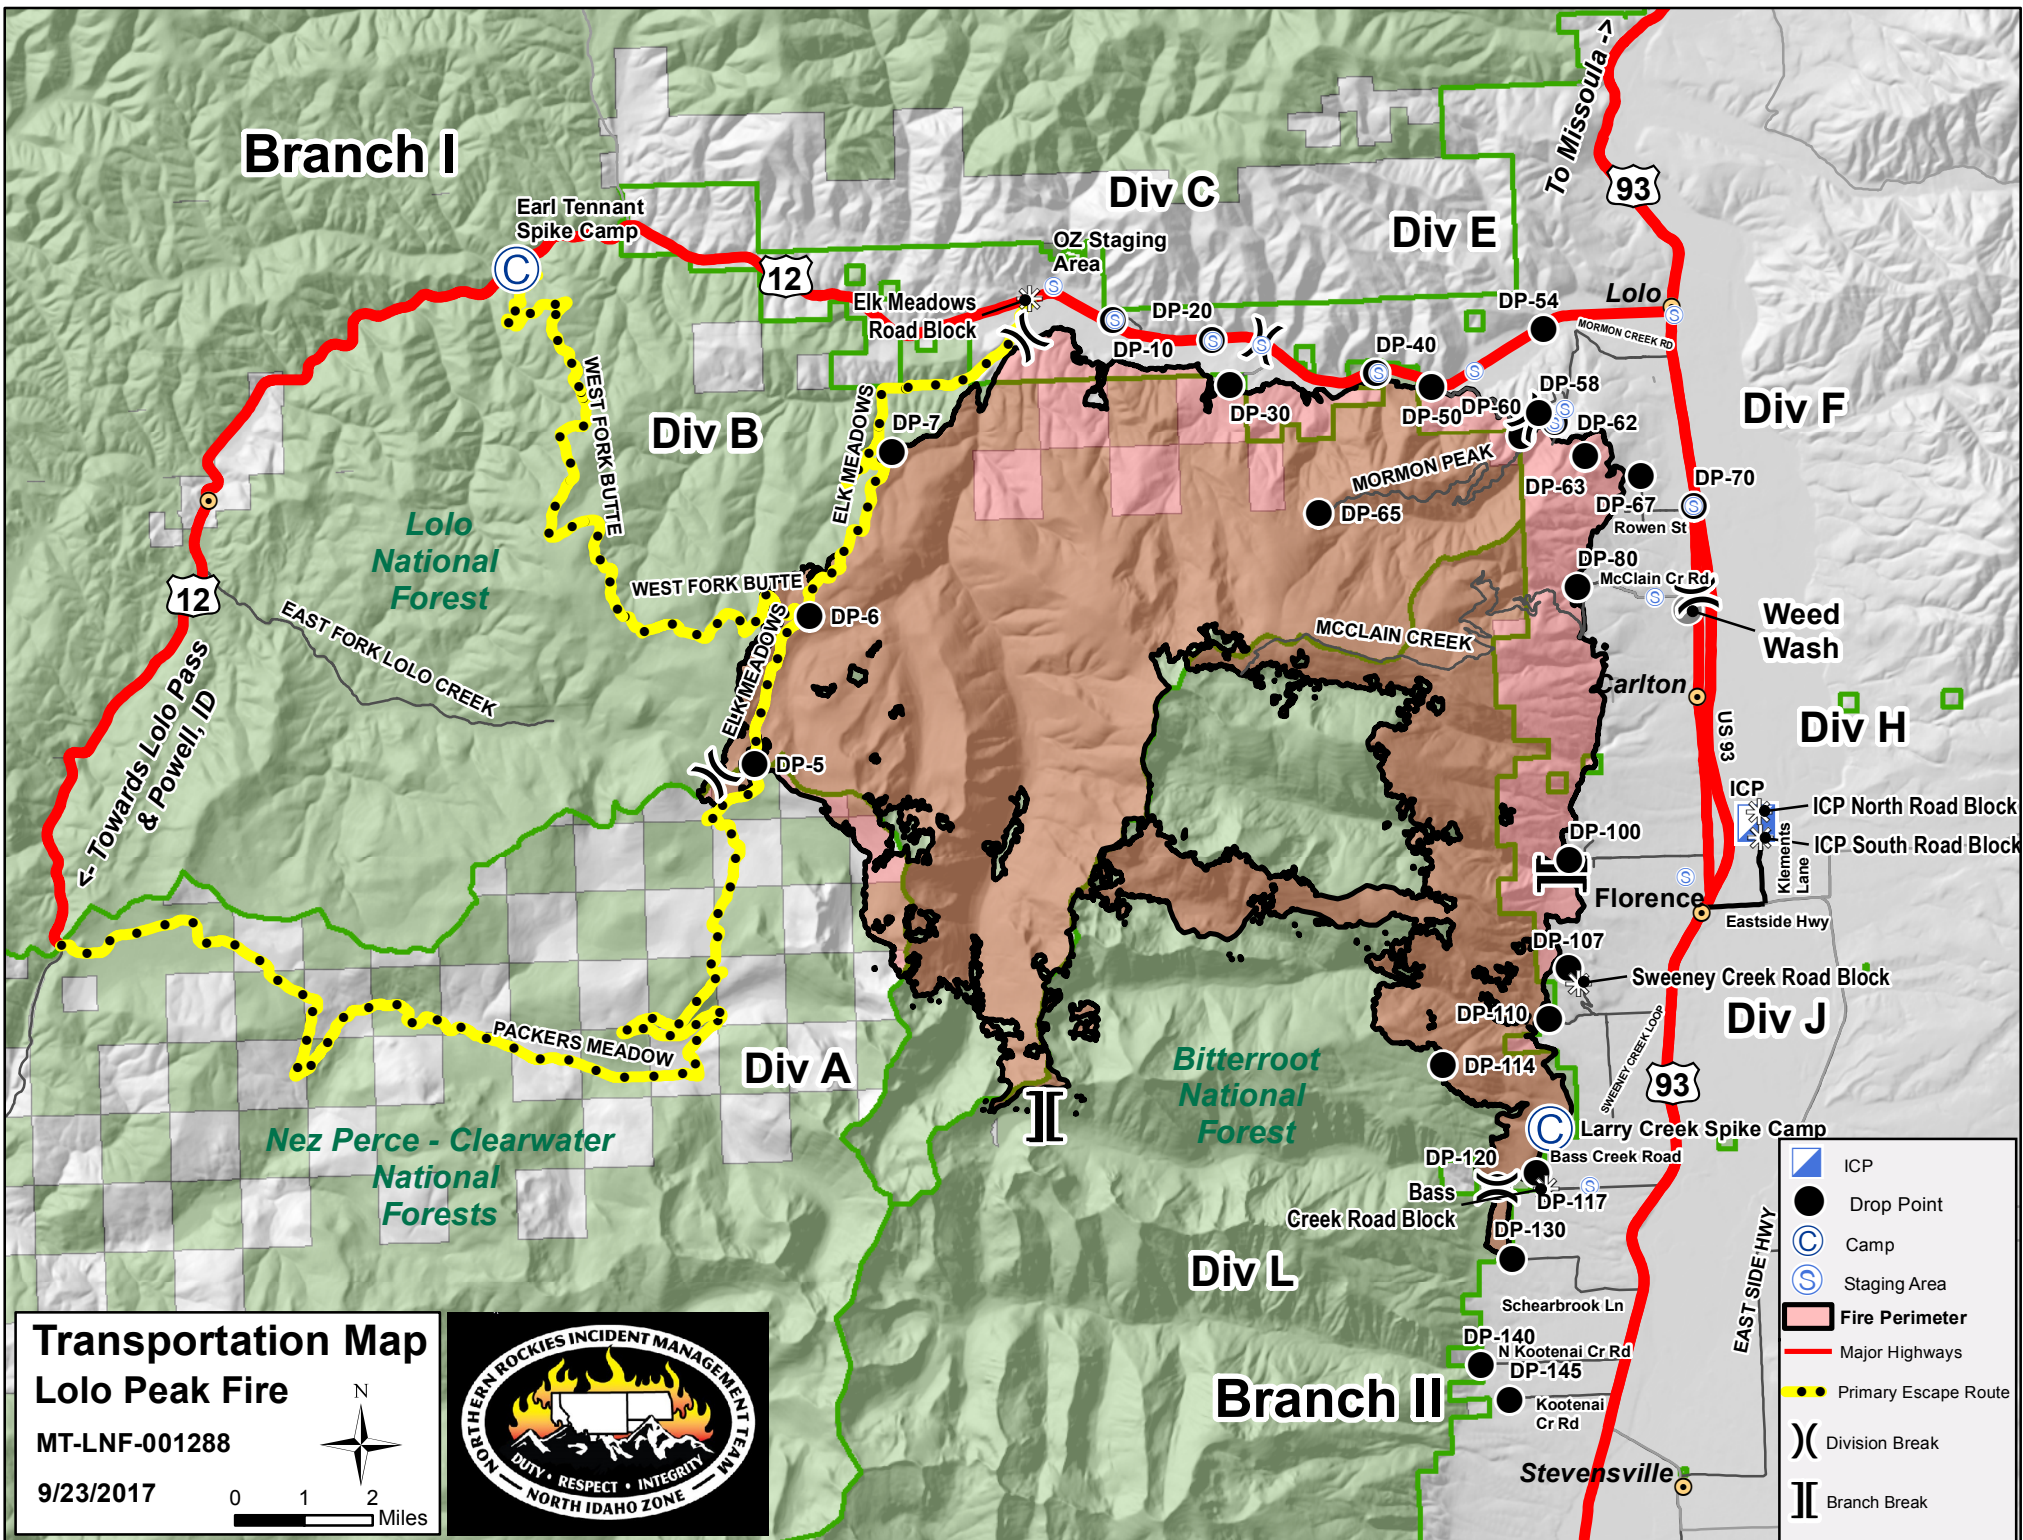 Branch I
Earl Tennant
Spike Camp
C
12
Div C
OZ Staging
Area
S
Elk Meadows
Road Block
DP-20
DP-10
Div E
To Missoula ->
93
Lolo
DP-54
MORMON CREEK RD
DP-40
DP-30
DP-50
DP-60
DP-58
DP-62
DP-63
DP-67
DP-70
Rowen St
Div F
WEST FORK BUTTE
Div B
ELK MEADOWS
DP-7
MORMON PEAK
DP-65
DP-80
McClain Cr Rd
Weed
Wash
Lolo
National
Forest
12
EAST FORK LOLO CREEK
<- Towards Lolo Pass
& Powell, ID
WEST FORK BUTTE
DP-6
ELK MEADOWS
MCCLAIN CREEK
DP-5
Carlton
US 93
Div H
ICP
ICP North Road Block
ICP South Road Block
Klements
Lane
DP-100
Florence
Eastside Hwy
DP-107
Sweeney Creek Road Block
DP-110
SWEENEY CREEK LOOP
Div J
DP-114
93
PACKERS MEADOW
Div A
Bitterroot
National
Forest
Nez Perce - Clearwater
National
Forests
C
Larry Creek Spike Camp
Bass Creek Road
DP-120
DP-117
Bass
Creek Road Block
DP-130
Div L
Schearbrook Ln
DP-140
N Kootenai Cr Rd
DP-145
Kootenai
Cr Rd
Branch II
Stevensville
EAST SIDE HWY
ICP
Drop Point
C Camp
S Staging Area
Fire Perimeter
Major Highways
Primary Escape Route
Division Break
Branch Break
Transportation Map
Lolo Peak Fire
MT-LNF-001288
9/23/2017
N
0 1 2
Miles
NORTHERN ROCKIES INCIDENT MANAGEMENT TEAM
DUTY • RESPECT • INTEGRITY
NORTH IDAHO ZONE